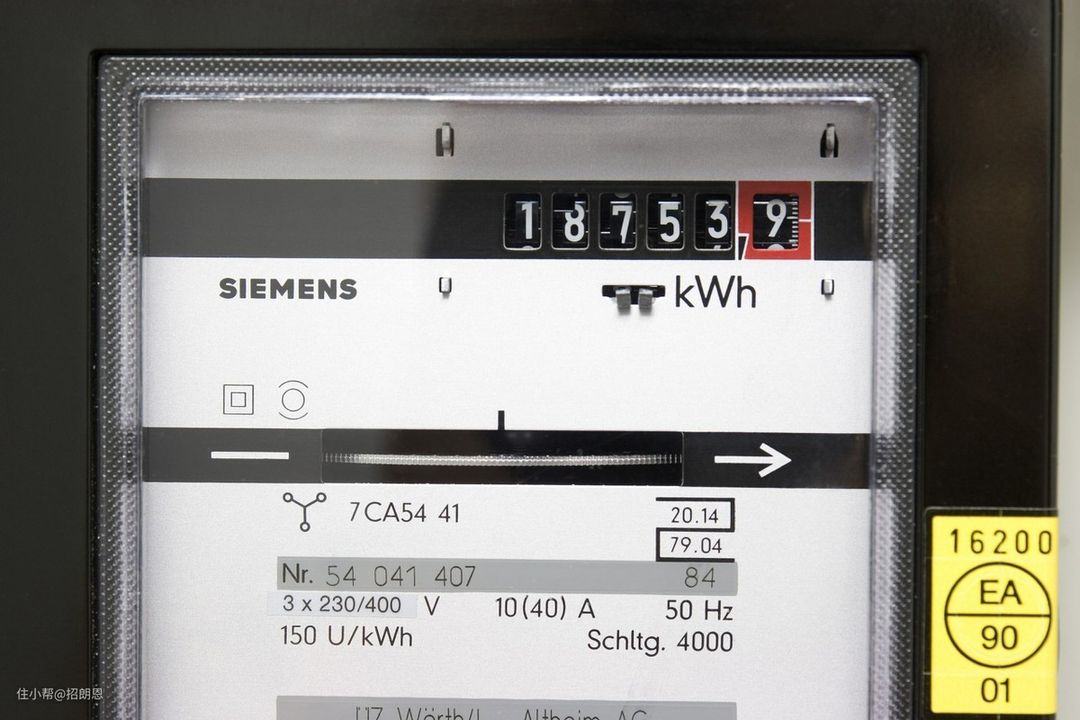 18753,9
SIEMENS
kWh
7CA54 41
20.14
79.04
Nr. 54 041 407 84
3 x 230/400 V 10(40) A 50 Hz
150 U/kWh Schltg. 4000
16200
EA
90
01
住小帮@招朗恩